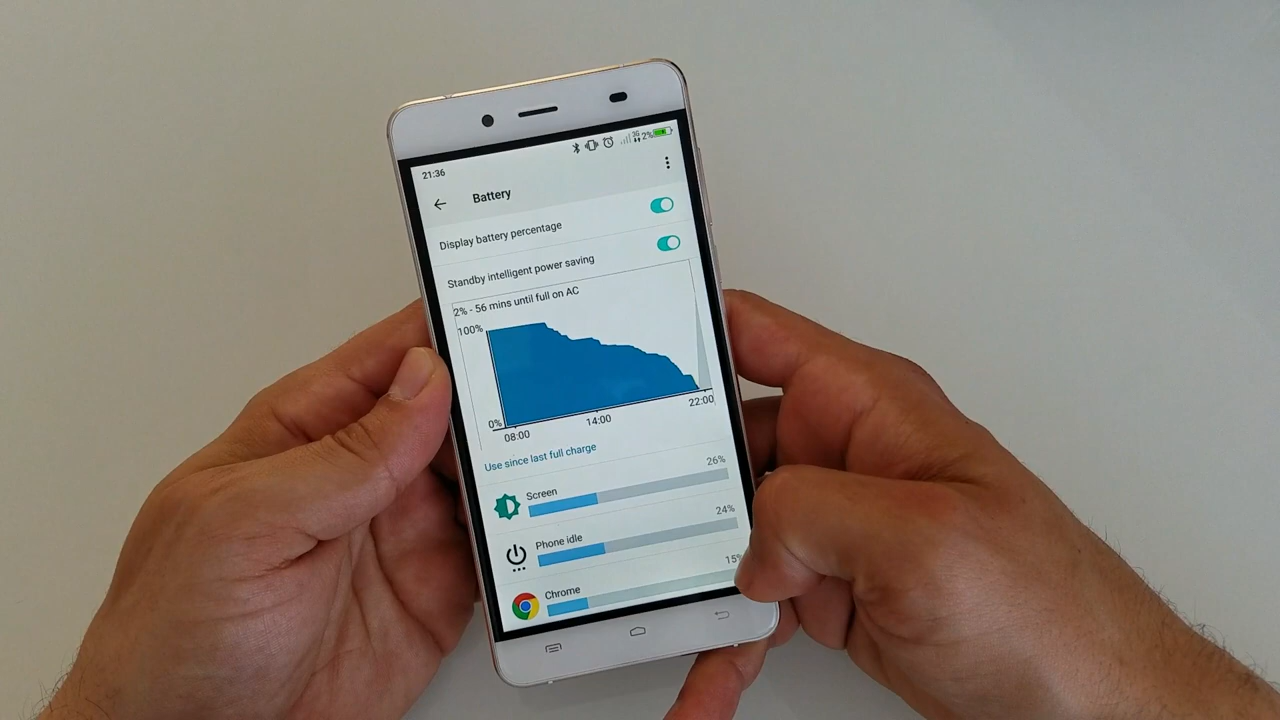 3G
2%
21:36
Battery
Display battery percentage
Standby intelligent power saving
2% - 56 mins until full on AC
100%
0%
08:00
14:00
22:00
Use since last full charge
Screen
26%
Phone idle
24%
Chrome
15%